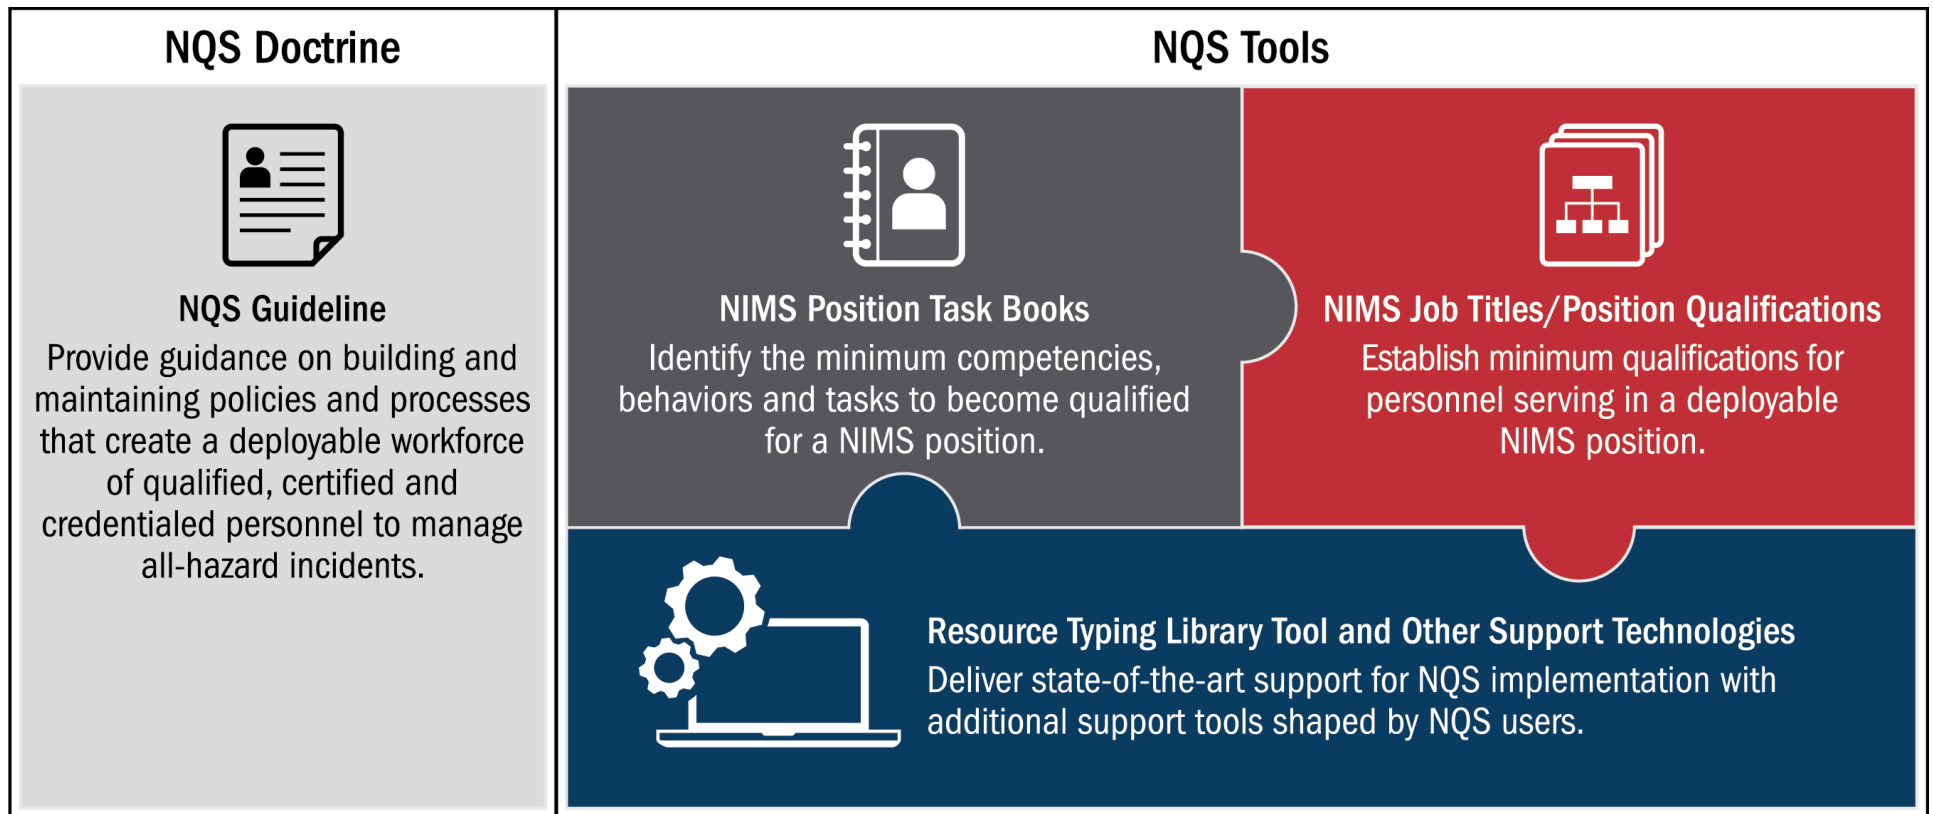 NQS Doctrine
NQS Guideline
Provide guidance on building and
maintaining policies and processes
that create a deployable workforce
of qualified, certified and
credentialed personnel to manage
all-hazard incidents.
NQS Tools
NIMS Position Task Books
Identify the minimum competencies,
behaviors and tasks to become qualified
for a NIMS position.
NIMS Job Titles/Position Qualifications
Establish minimum qualifications for
personnel serving in a deployable
NIMS position.
Resource Typing Library Tool and Other Support Technologies
Deliver state-of-the-art support for NQS implementation with
additional support tools shaped by NQS users.